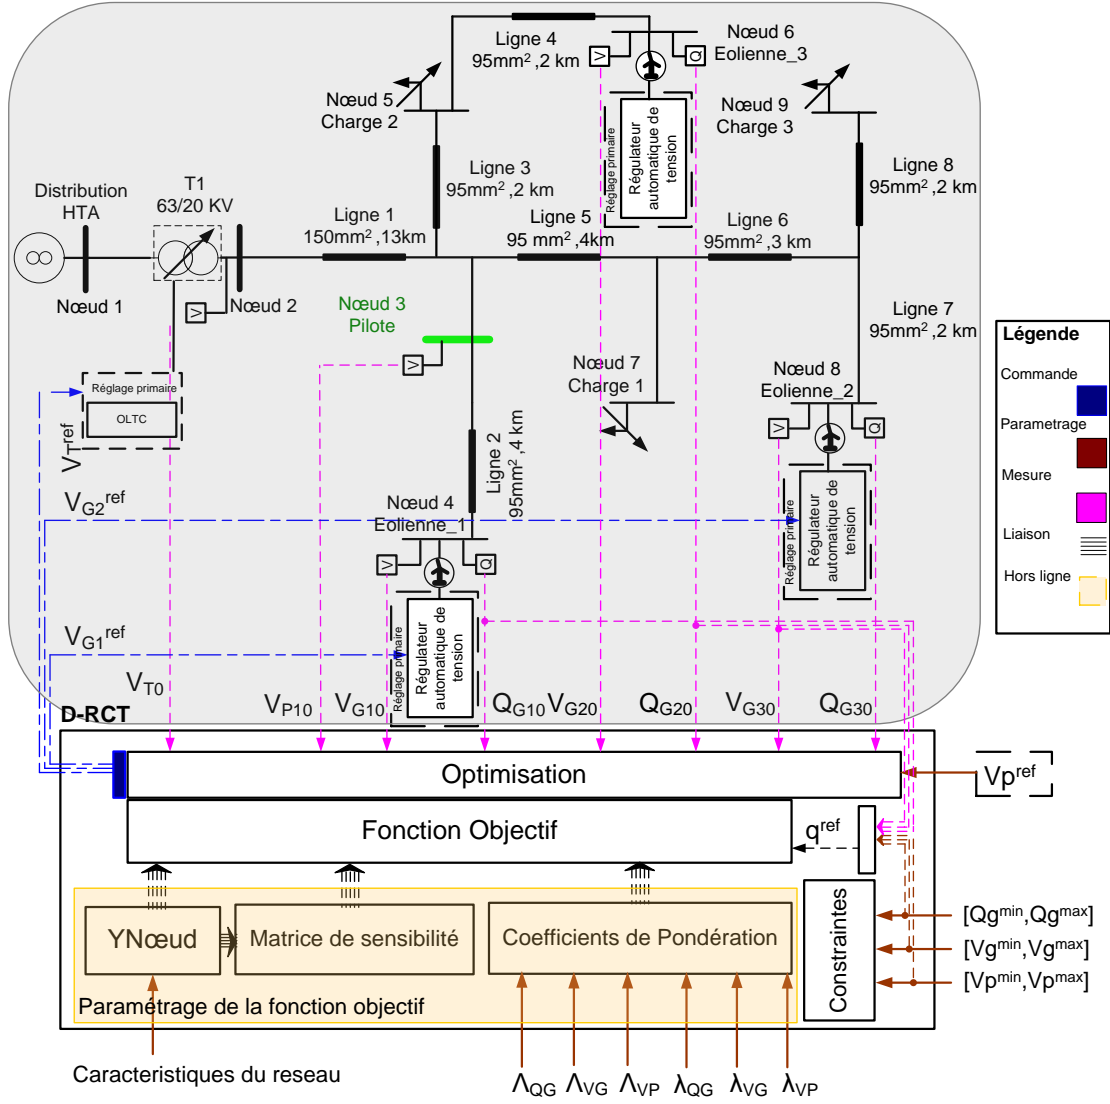 Ligne 4
95mm² ,2 km
Nœud 6
Eolienne_3
V
Q
Nœud 5
Charge 2
Réglage primaire
Régulateur
automatique de
tension
Nœud 9
Charge 3
Distribution
HTA
T1
63/20 KV
Ligne 3
95mm² ,2 km
Ligne 8
95mm² ,2 km
Ligne 1
150mm² ,13km
Ligne 5
95 mm² ,4km
Ligne 6
95mm² ,3 km
8
Nœud 1
V
Nœud 2
Nœud 3
Pilote
V
Ligne 7
95mm² ,2 km
Nœud 7
Charge 1
Nœud 8
Eolienne_2
V
Q
Réglage primaire
OLTC
V_T^ref
Ligne 2
95mm² ,4 km
Réglage primaire
Régulateur
automatique de
tension
V_G2^ref
Nœud 4
Eolienne_1
V
Q
Réglage primaire
Régulateur
automatique de
tension
V_G1^ref
Légende
Commande
Parametrage
Mesure
Liaison
Hors ligne
V_T0
V_P10
V_G10
Q_G10
V_G20
Q_G20
V_G30
Q_G30
D-RCT
Optimisation
Vp^ref
Fonction Objectif
q^ref
YNœud
Matrice de sensibilité
Coefficients de Pondération
Constraintes
[Qg^min,Qg^max]
[Vg^min,Vg^max]
[Vp^min,Vp^max]
Paramétrage de la fonction objectif
Caracteristiques du reseau
Λ_QG
Λ_VG
Λ_VP
λ_QG
λ_VG
λ_VP